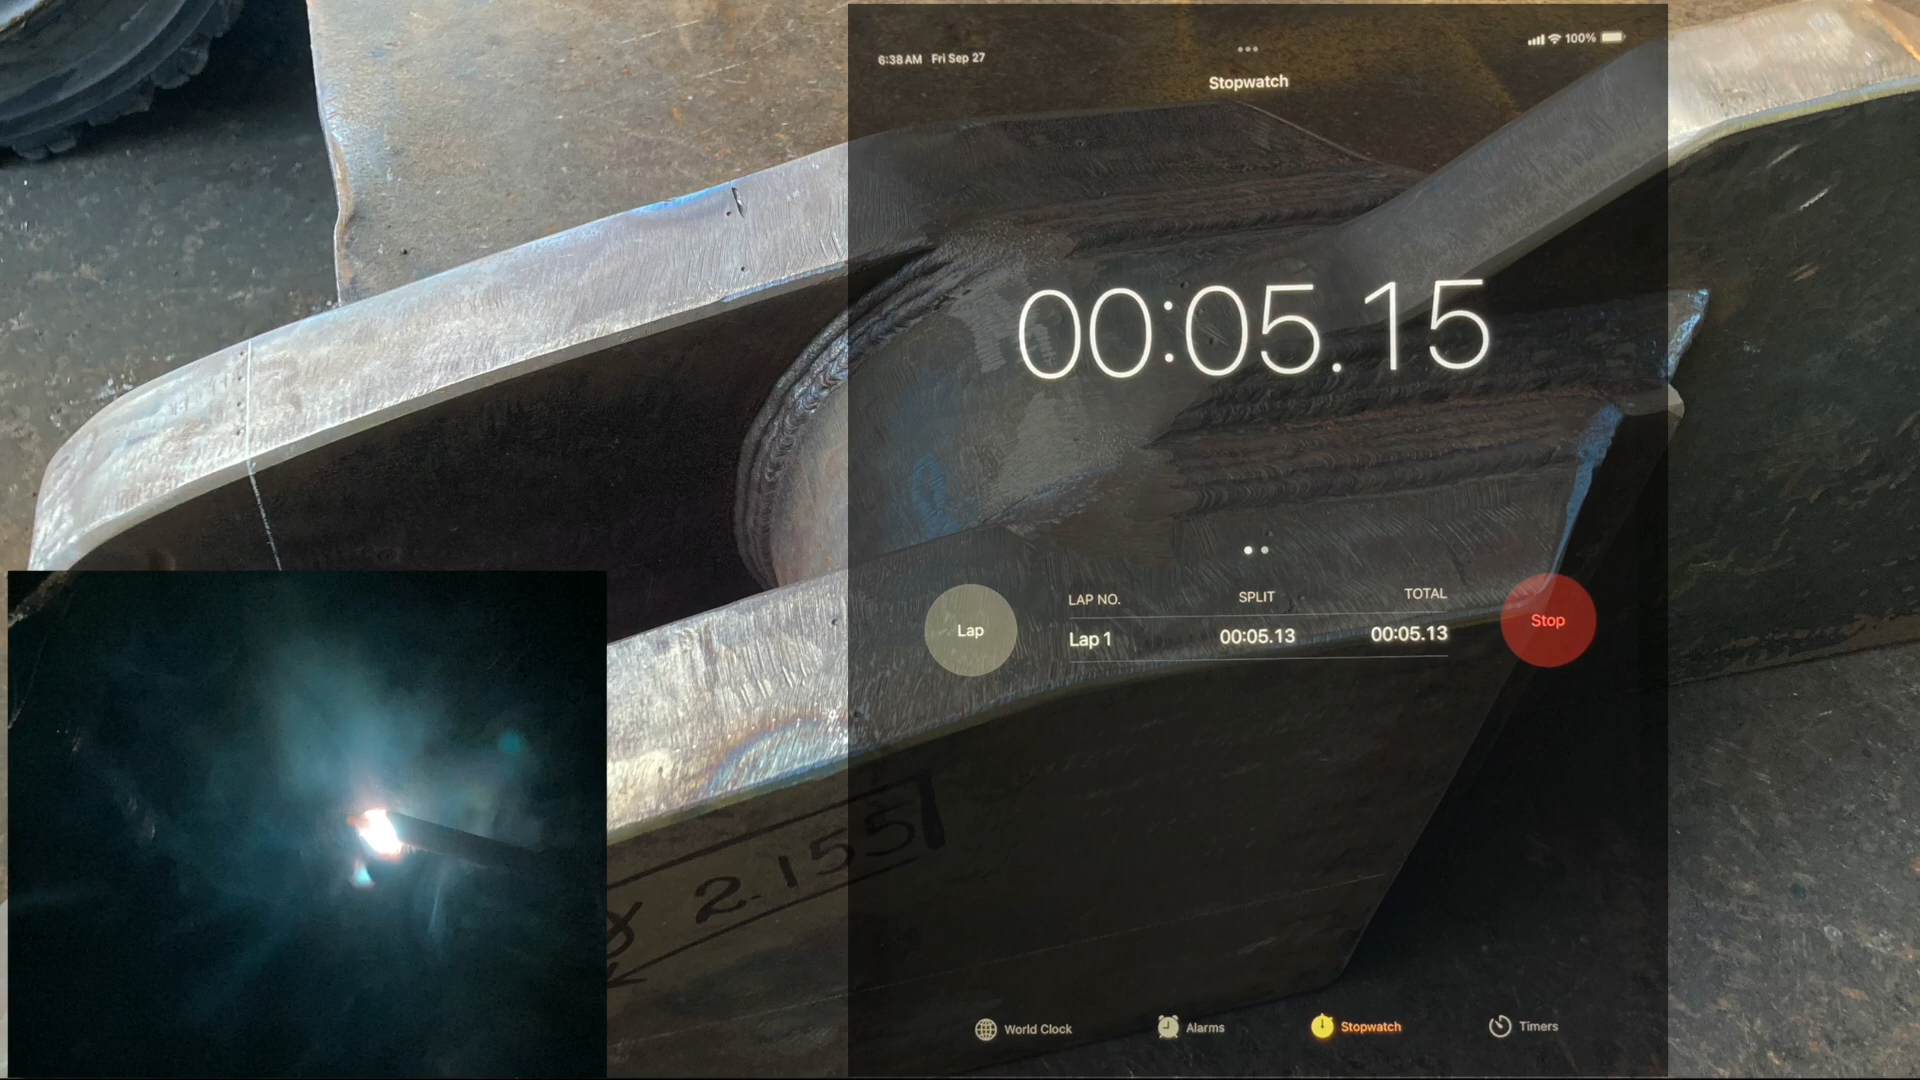 6:38 AM Fri Sep 27
100%
Stopwatch
00:05.15
LAP NO. SPLIT TOTAL
Lap 1 00:05.13 00:05.13
Lap
Stop
2.155
World Clock Alarms Stopwatch Timers